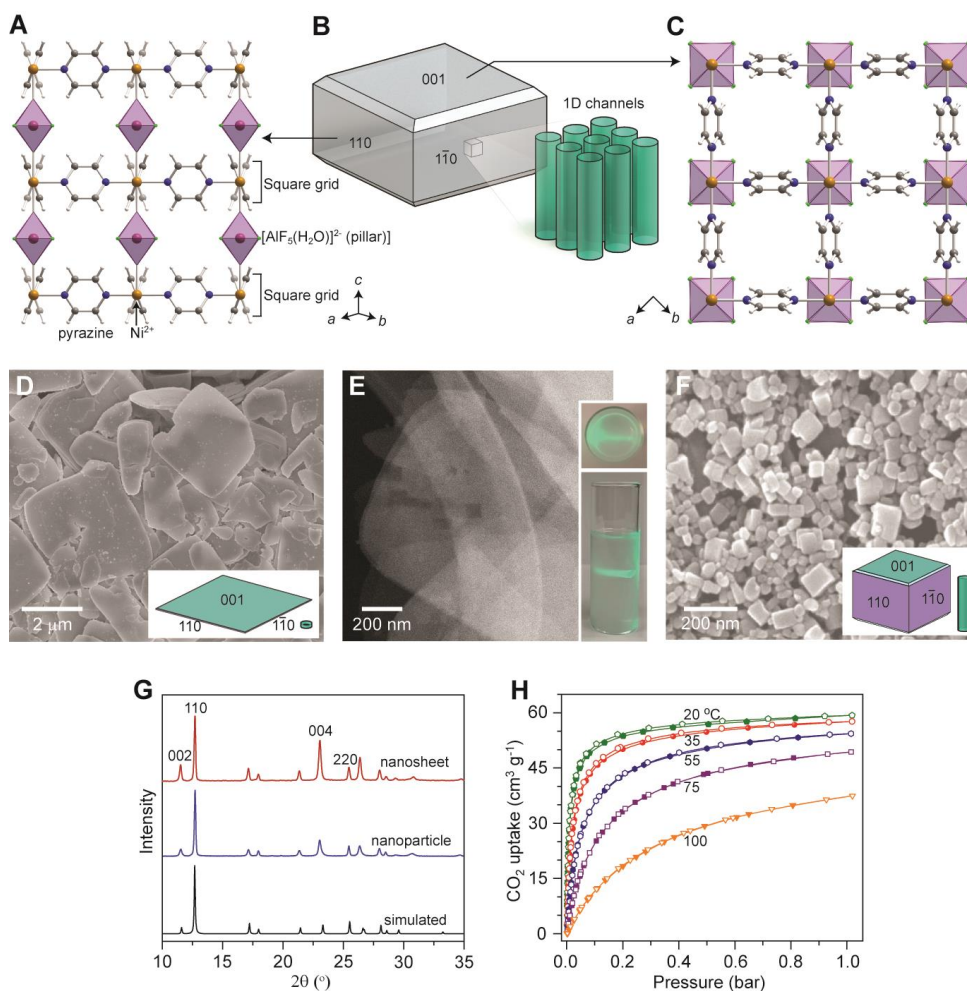 A
B
C
001
110
11̄0
1D channels
Square grid
[AlF₅(H₂O)]²⁻ (pillar)]
Square grid
pyrazine
Ni²⁺
c
a
b
a
b
D
2 μm
001
110
11̄0
E
200 nm
F
200 nm
001
110
11̄0
G
110
002
004
220
nanosheet
nanoparticle
simulated
Intensity
10 15 20 25 30 35
2θ (°)
H
60
45
30
15
0
20 ºC
35
55
75
100
CO₂ uptake (cm³ g⁻¹)
0.0 0.2 0.4 0.6 0.8 1.0
Pressure (bar)